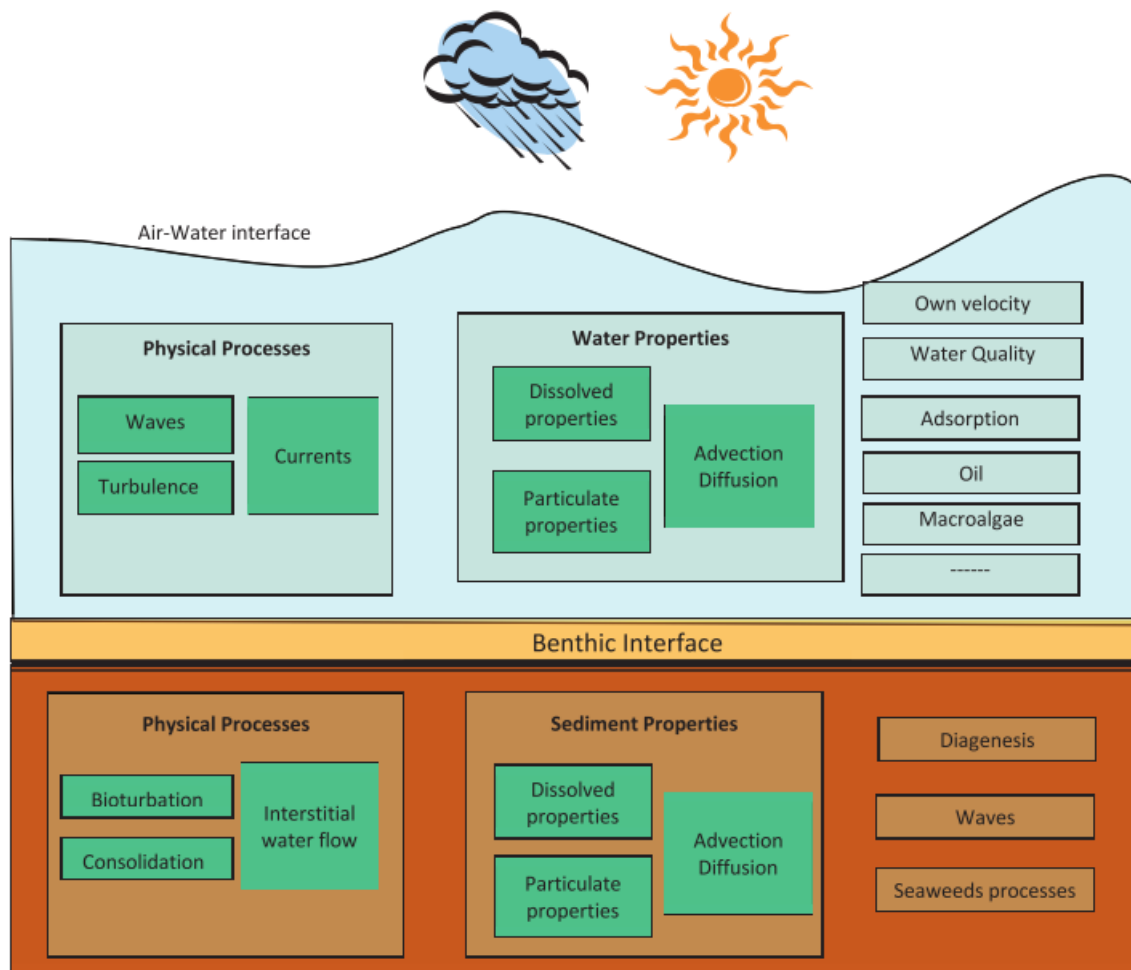 Air-Water interface
Physical Processes
Waves
Turbulence
Currents
Water Properties
Dissolved
properties
Particulate
properties
Advection
Diffusion
Own velocity
Water Quality
Adsorption
Oil
Macroalgae
------
Benthic Interface
Physical Processes
Bioturbation
Consolidation
Interstitial
water flow
Sediment Properties
Dissolved
properties
Particulate
properties
Advection
Diffusion
Diagenesis
Waves
Seaweeds processes